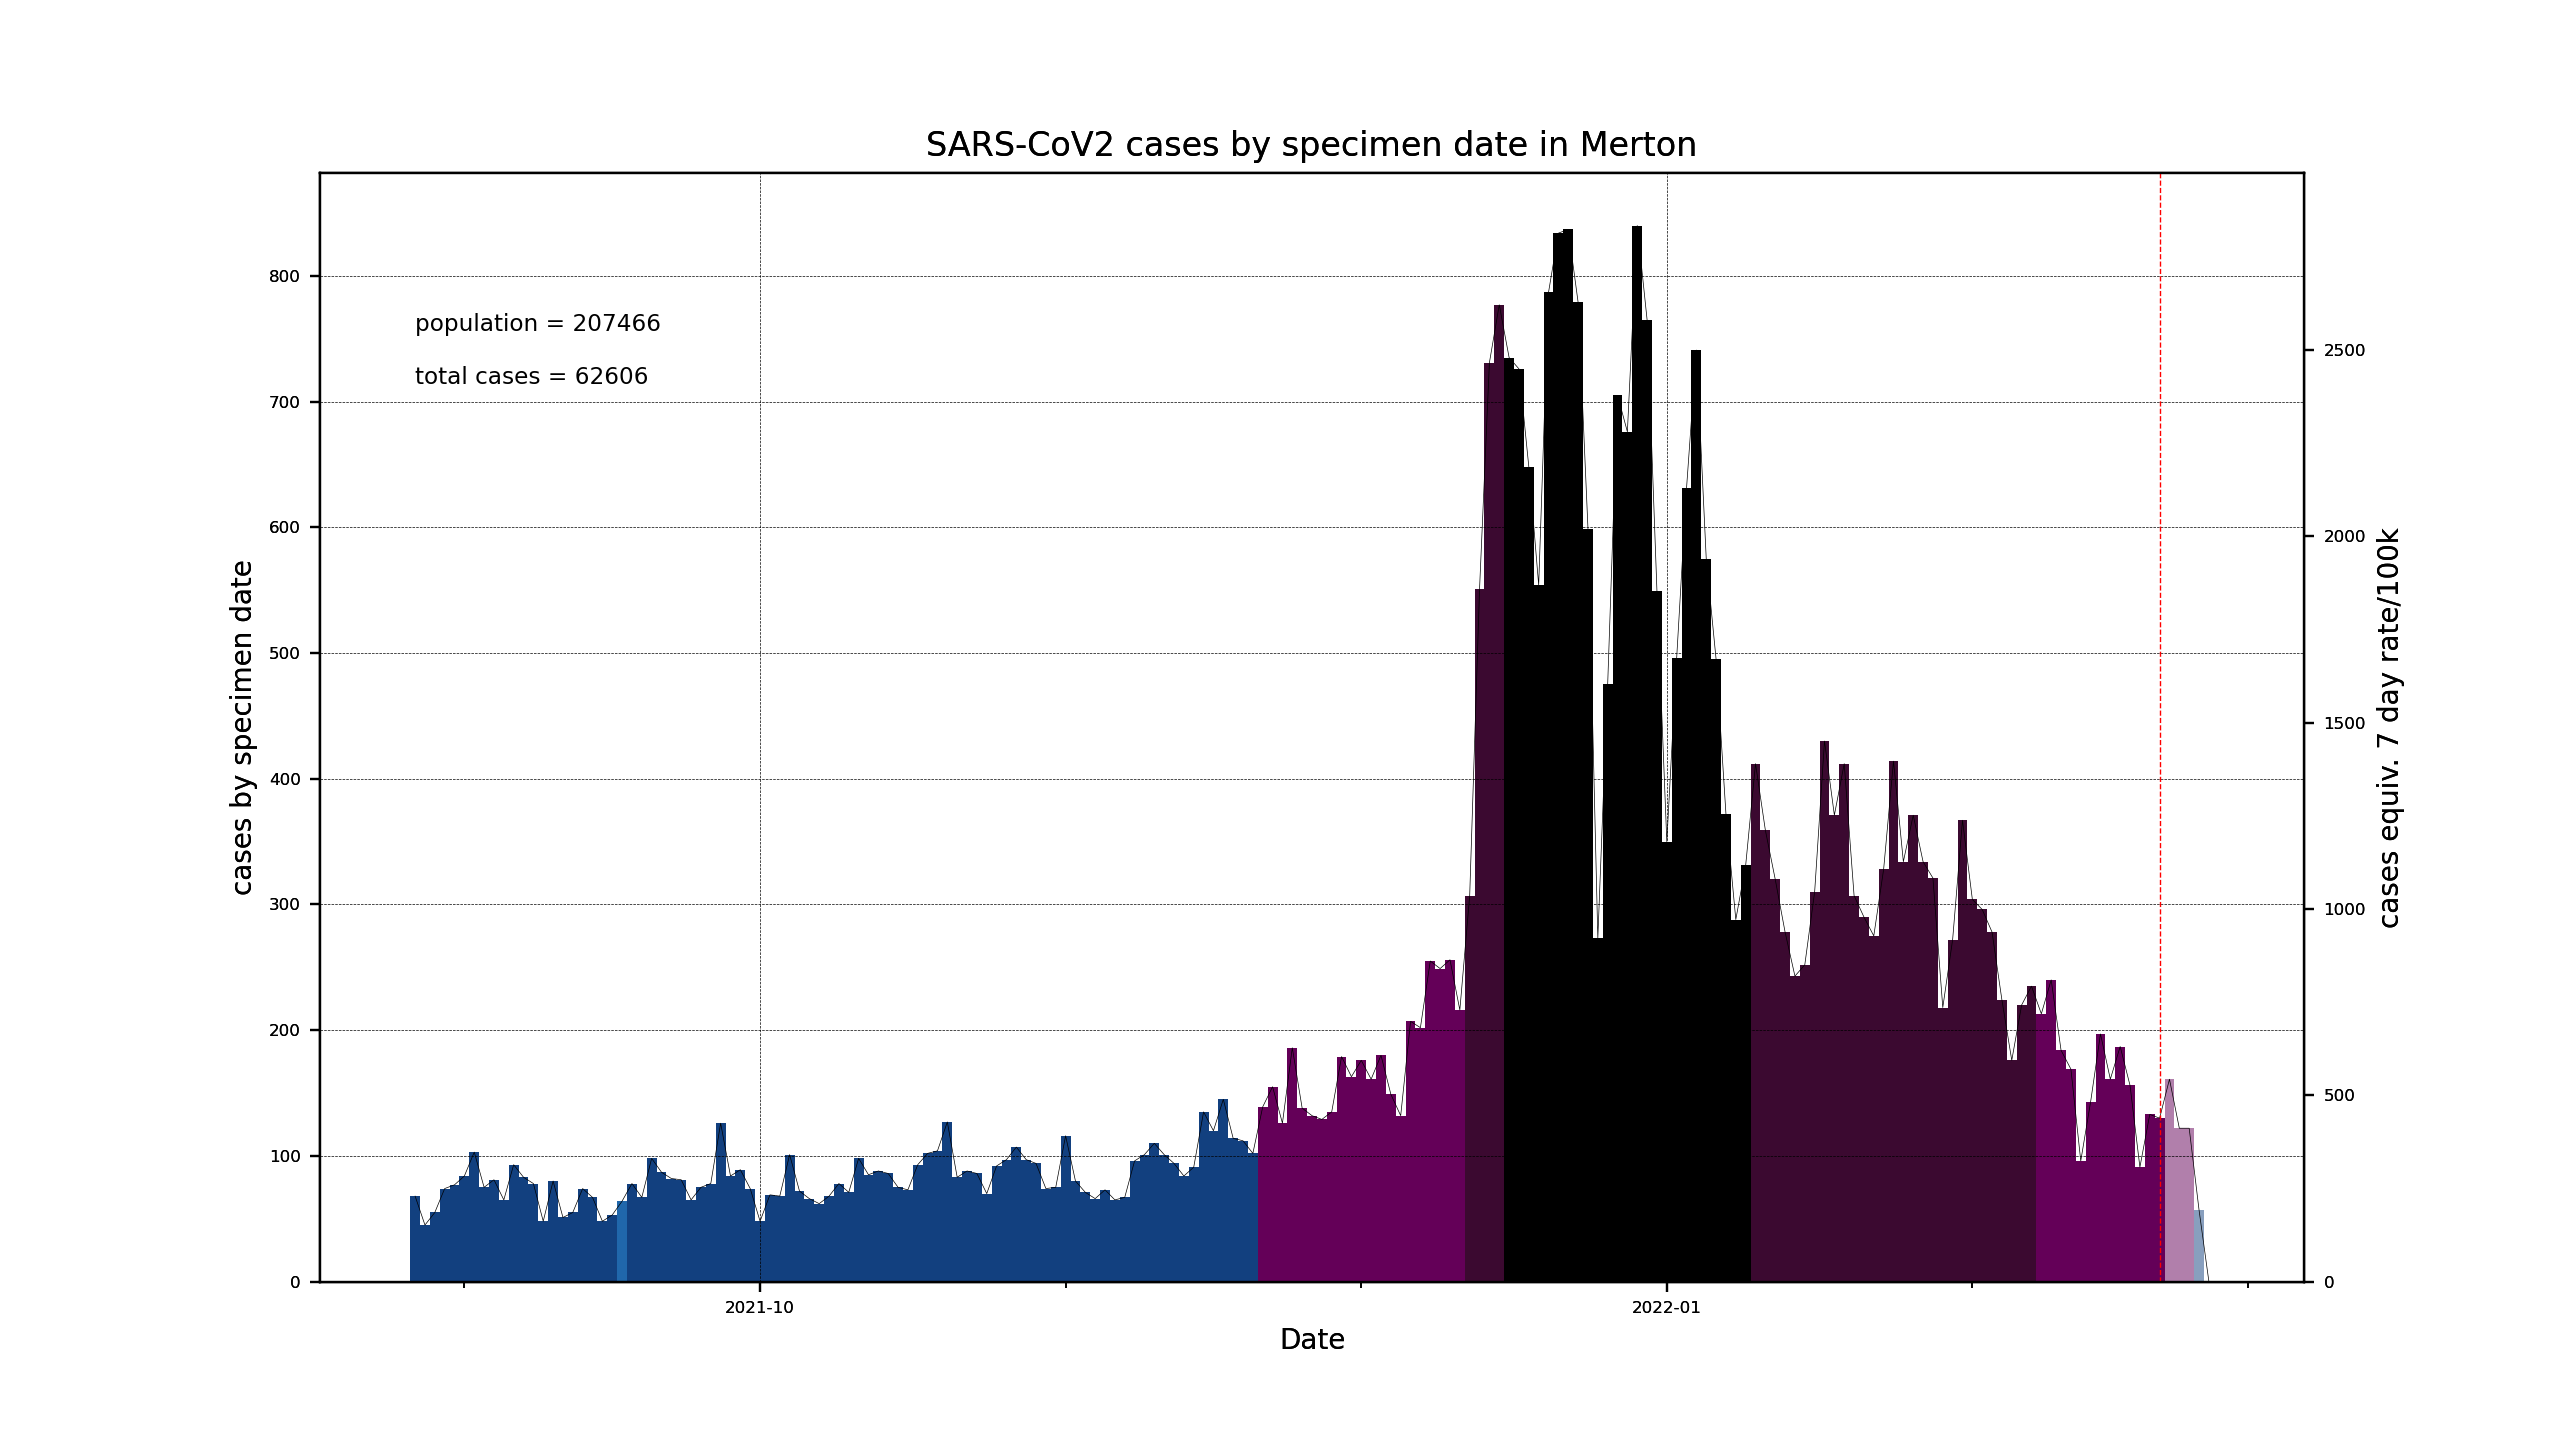 SARS-CoV2 cases by specimen date in Merton
population = 207466
total cases = 62606
cases by specimen date
800
700
600
500
400
300
200
100
0
2500
2000
1500
1000
500
0
cases equiv. 7 day rate/100k
2021-10
2022-01
Date